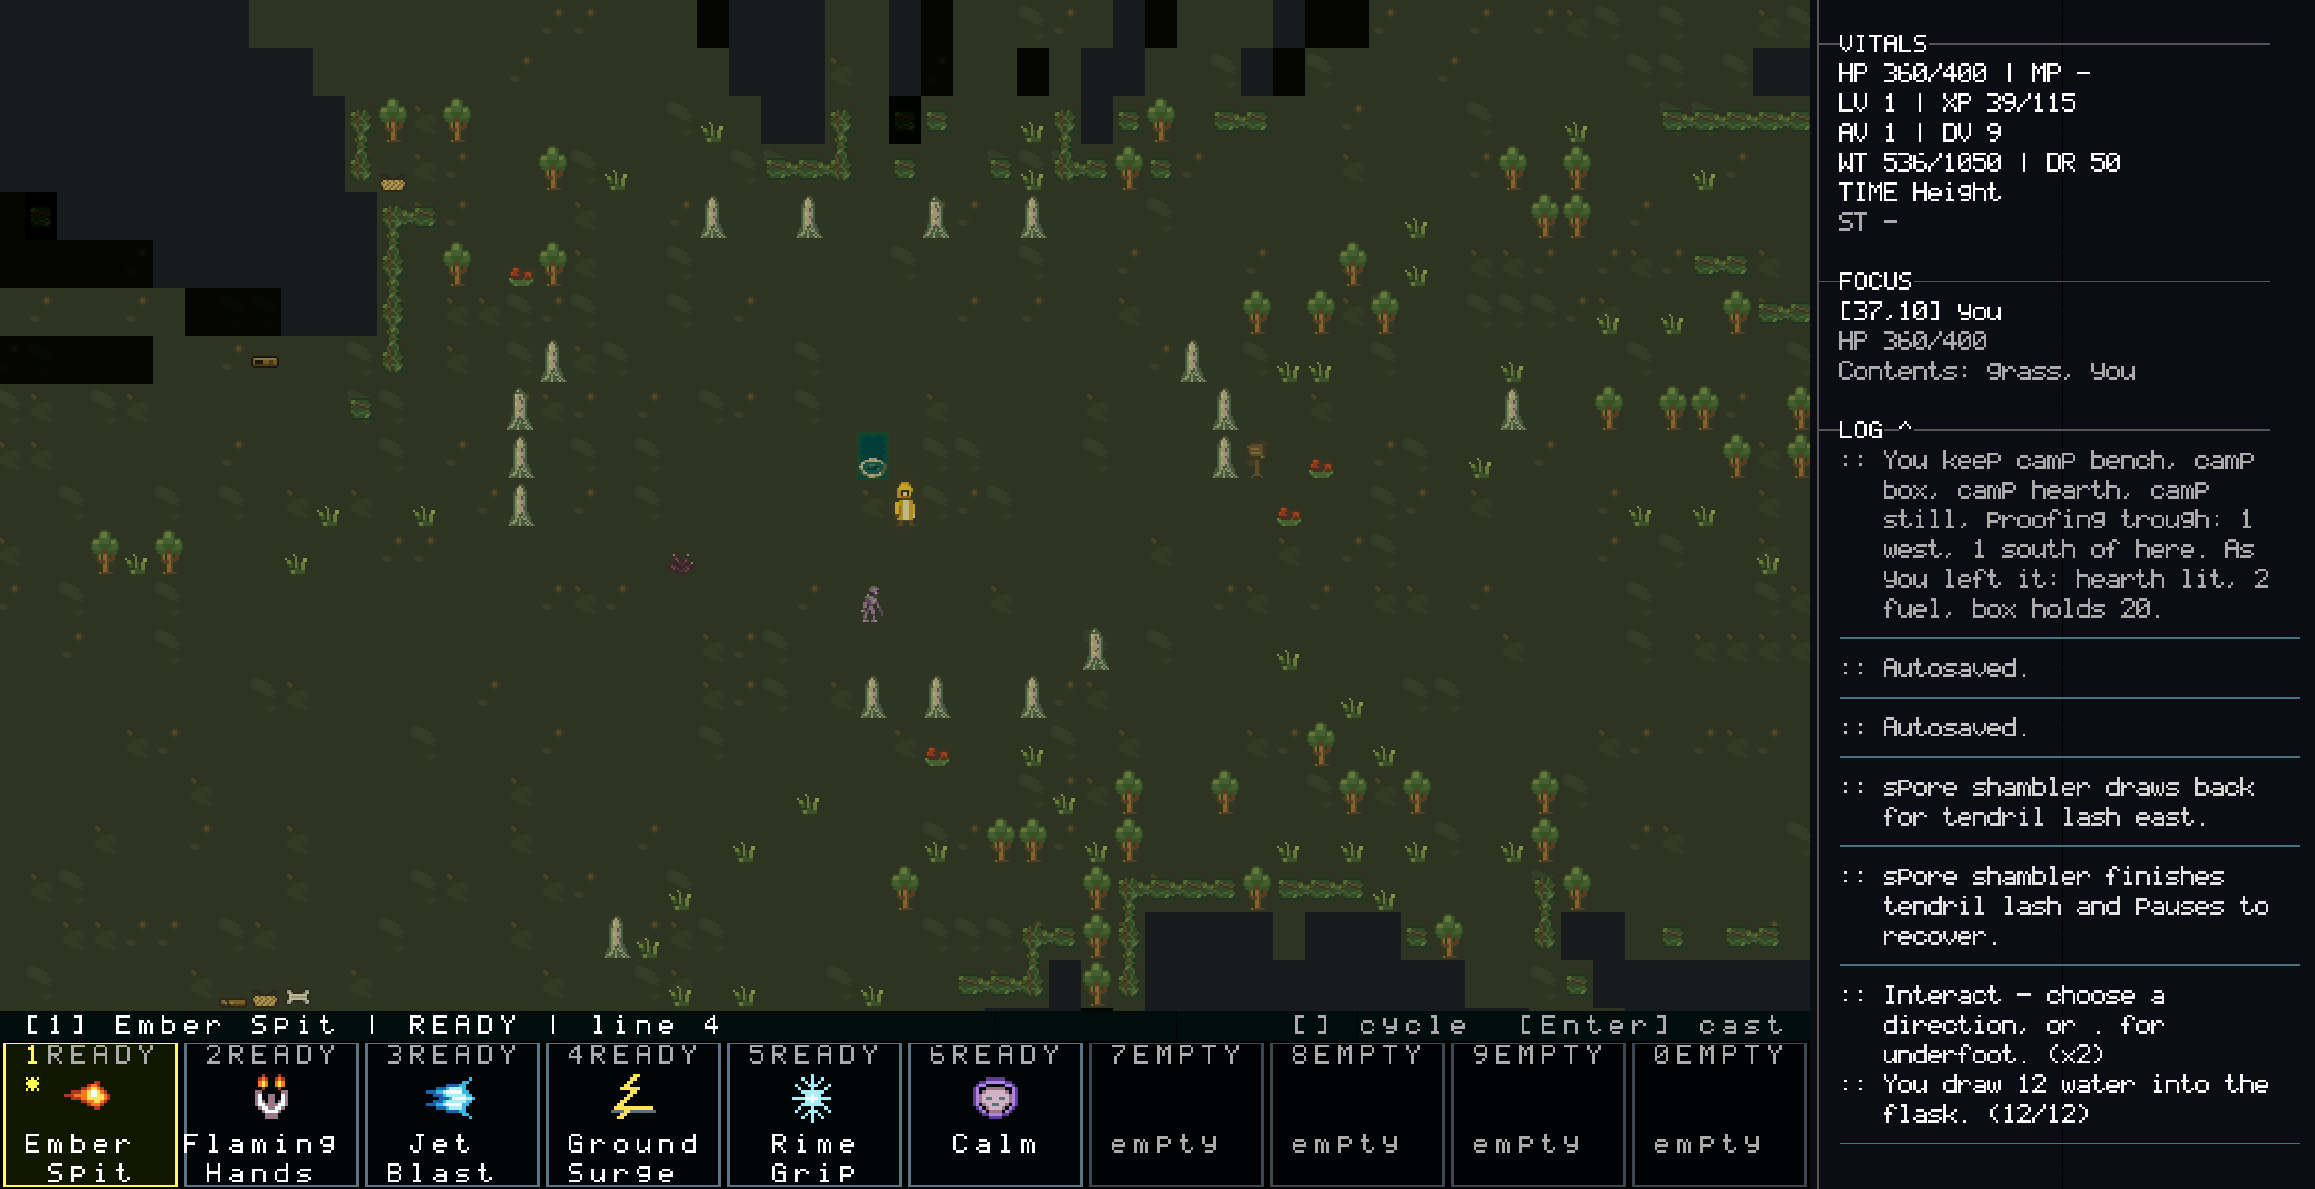 VITALS
HP 360/400 | MP -
LV 1 | XP 39/115
AV 1 | DV 9
WT 536/1050 | DR 50
TIME Height
ST -
FOCUS
[37,10] you
HP 360/400
Contents: grass, you
LOG ^
:: You keep camp bench, camp
box, camp hearth, camp
still, proofing trough: 1
west, 1 south of here. As
you left it: hearth lit, 2
fuel, box holds 20.
:: Autosaved.
:: Autosaved.
:: spore shambler draws back
for tendril lash east.
:: spore shambler finishes
tendril lash and pauses to
recover.
:: Interact - choose a
direction, or . for
underfoot. (x2)
:: You draw 12 water into the
flask. (12/12)
[1] Ember Spit | READY | line 4
[] cycle [Enter] cast
1READY
Ember
Spit
2READY
Flaming
Hands
3READY
Jet
Blast
4READY
Ground
Surge
5READY
Rime
Grip
6READY
Calm
7EMPTY
empty
8EMPTY
empty
9EMPTY
empty
0EMPTY
empty